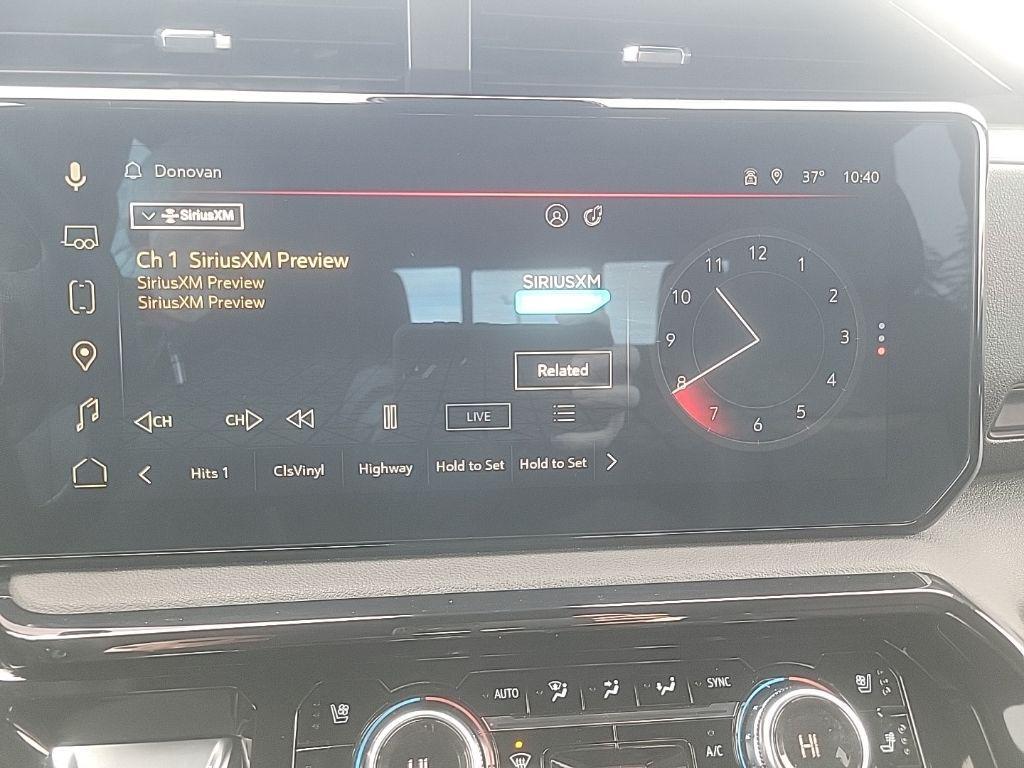 Donovan
37° 10:40
SiriusXM
Ch 1 SiriusXM Preview
SiriusXM Preview
SiriusXM Preview
SIRIUSXM
Related
CH CH LIVE
Hits 1 ClsVinyl Highway Hold to Set Hold to Set
12
1
2
3
4
5
6
7
8
9
10
11
AUTO SYNC
A/C
HI